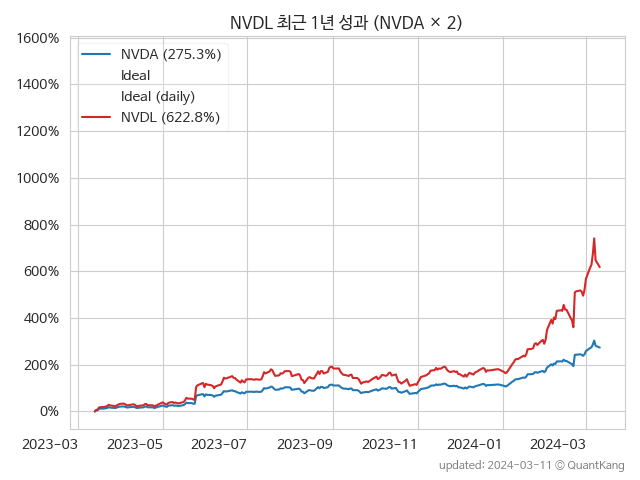 NVDL 최근 1년 성과 (NVDA × 2)
1600%
1400%
1200%
1000%
800%
600%
400%
200%
0%
NVDA (275.3%)
Ideal
Ideal (daily)
NVDL (622.8%)
2023-03 2023-05 2023-07 2023-09 2023-11 2024-01 2024-03
updated: 2024-03-11 © QuantKang